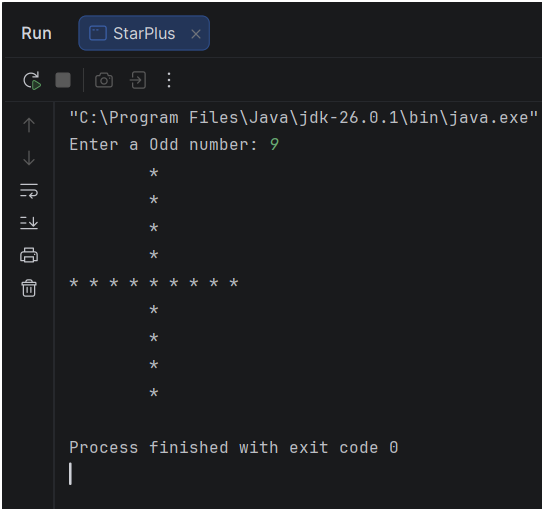 Run StarPlus
"C:\Program Files\Java\jdk-26.0.1\bin\java.exe"
Enter a Odd number: 9
        *
        *
        *
        *
* * * * * * * * *
        *
        *
        *
        *
Process finished with exit code 0